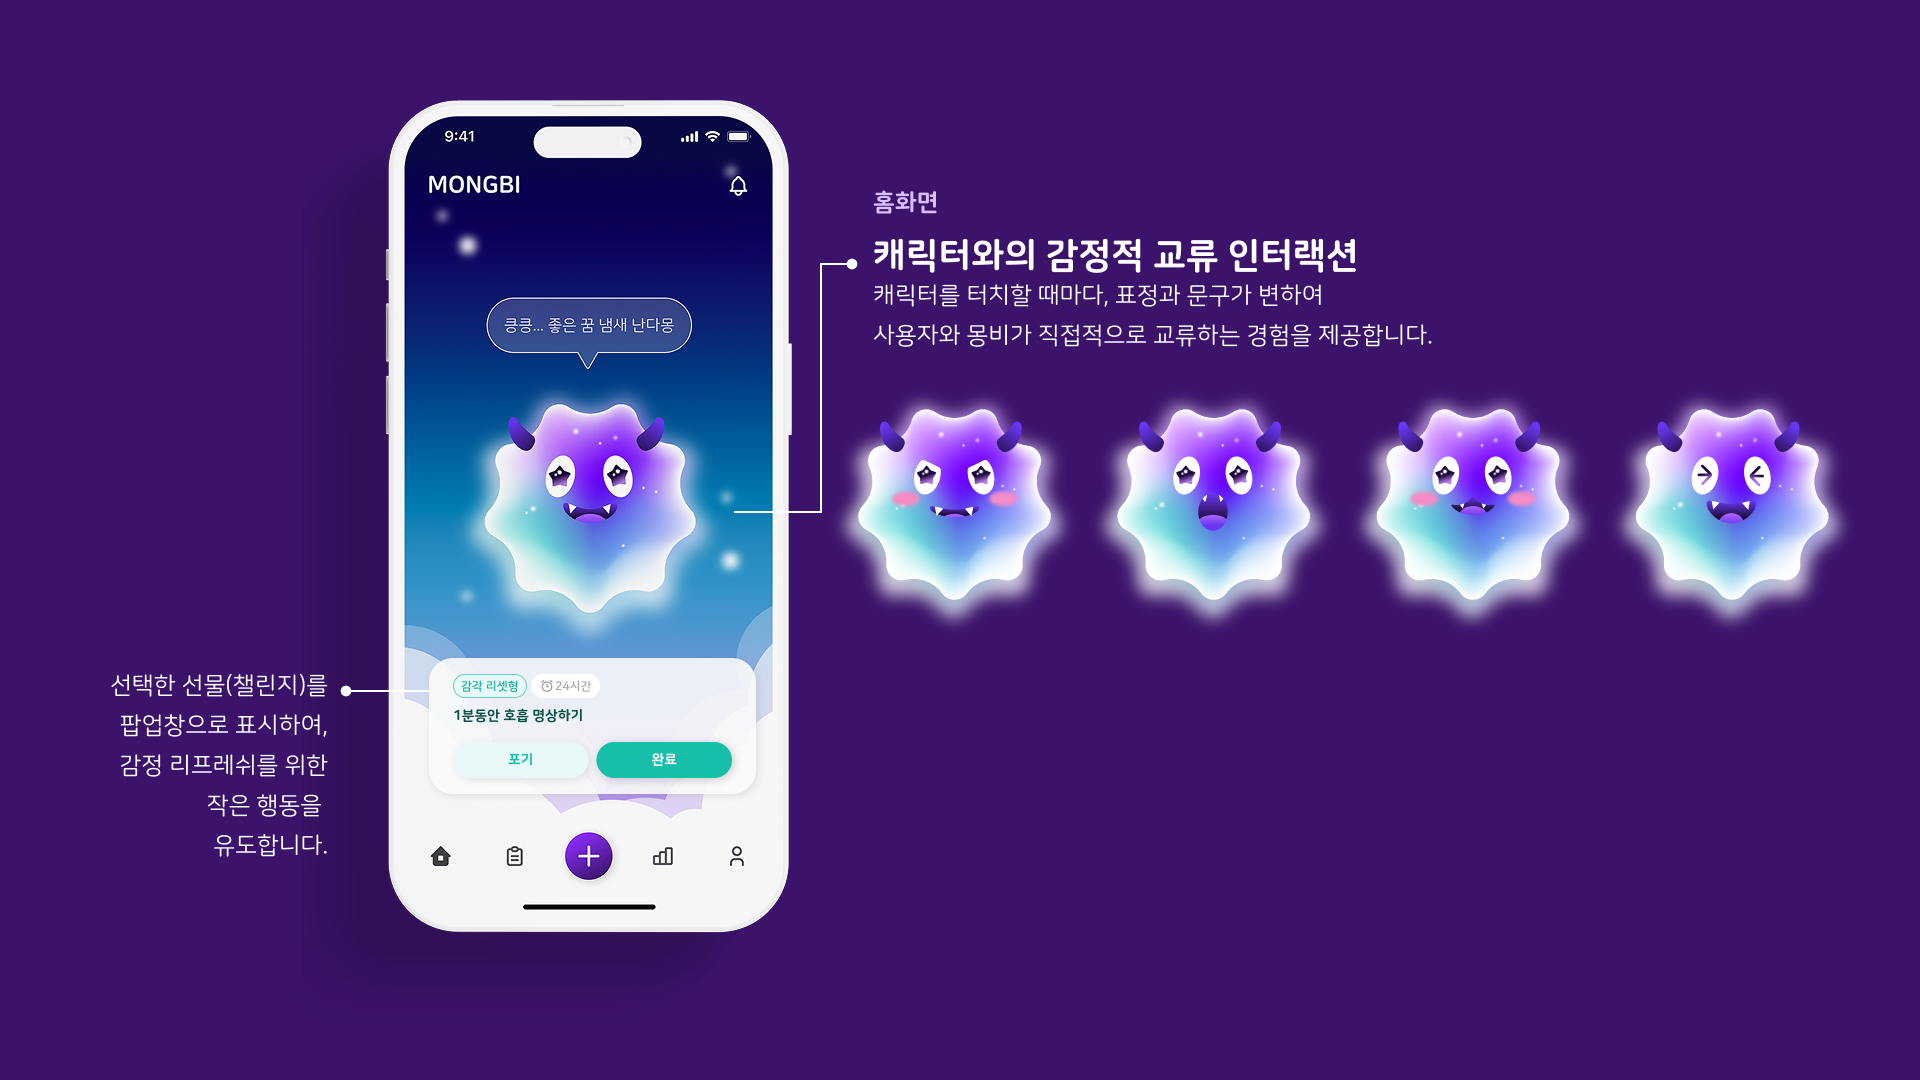 9:41
MONGBI
킁킁... 좋은 꿈 냄새 난다몽
감각 리셋형
24시간
1분동안 호흡 명상하기
포기
완료
홈화면
캐릭터와의 감정적 교류 인터랙션
캐릭터를 터치할 때마다, 표정과 문구가 변하여
사용자와 몽비가 직접적으로 교류하는 경험을 제공합니다.
선택한 선물(챌린지)를
팝업창으로 표시하여,
감정 리프레쉬를 위한
작은 행동을
유도합니다.